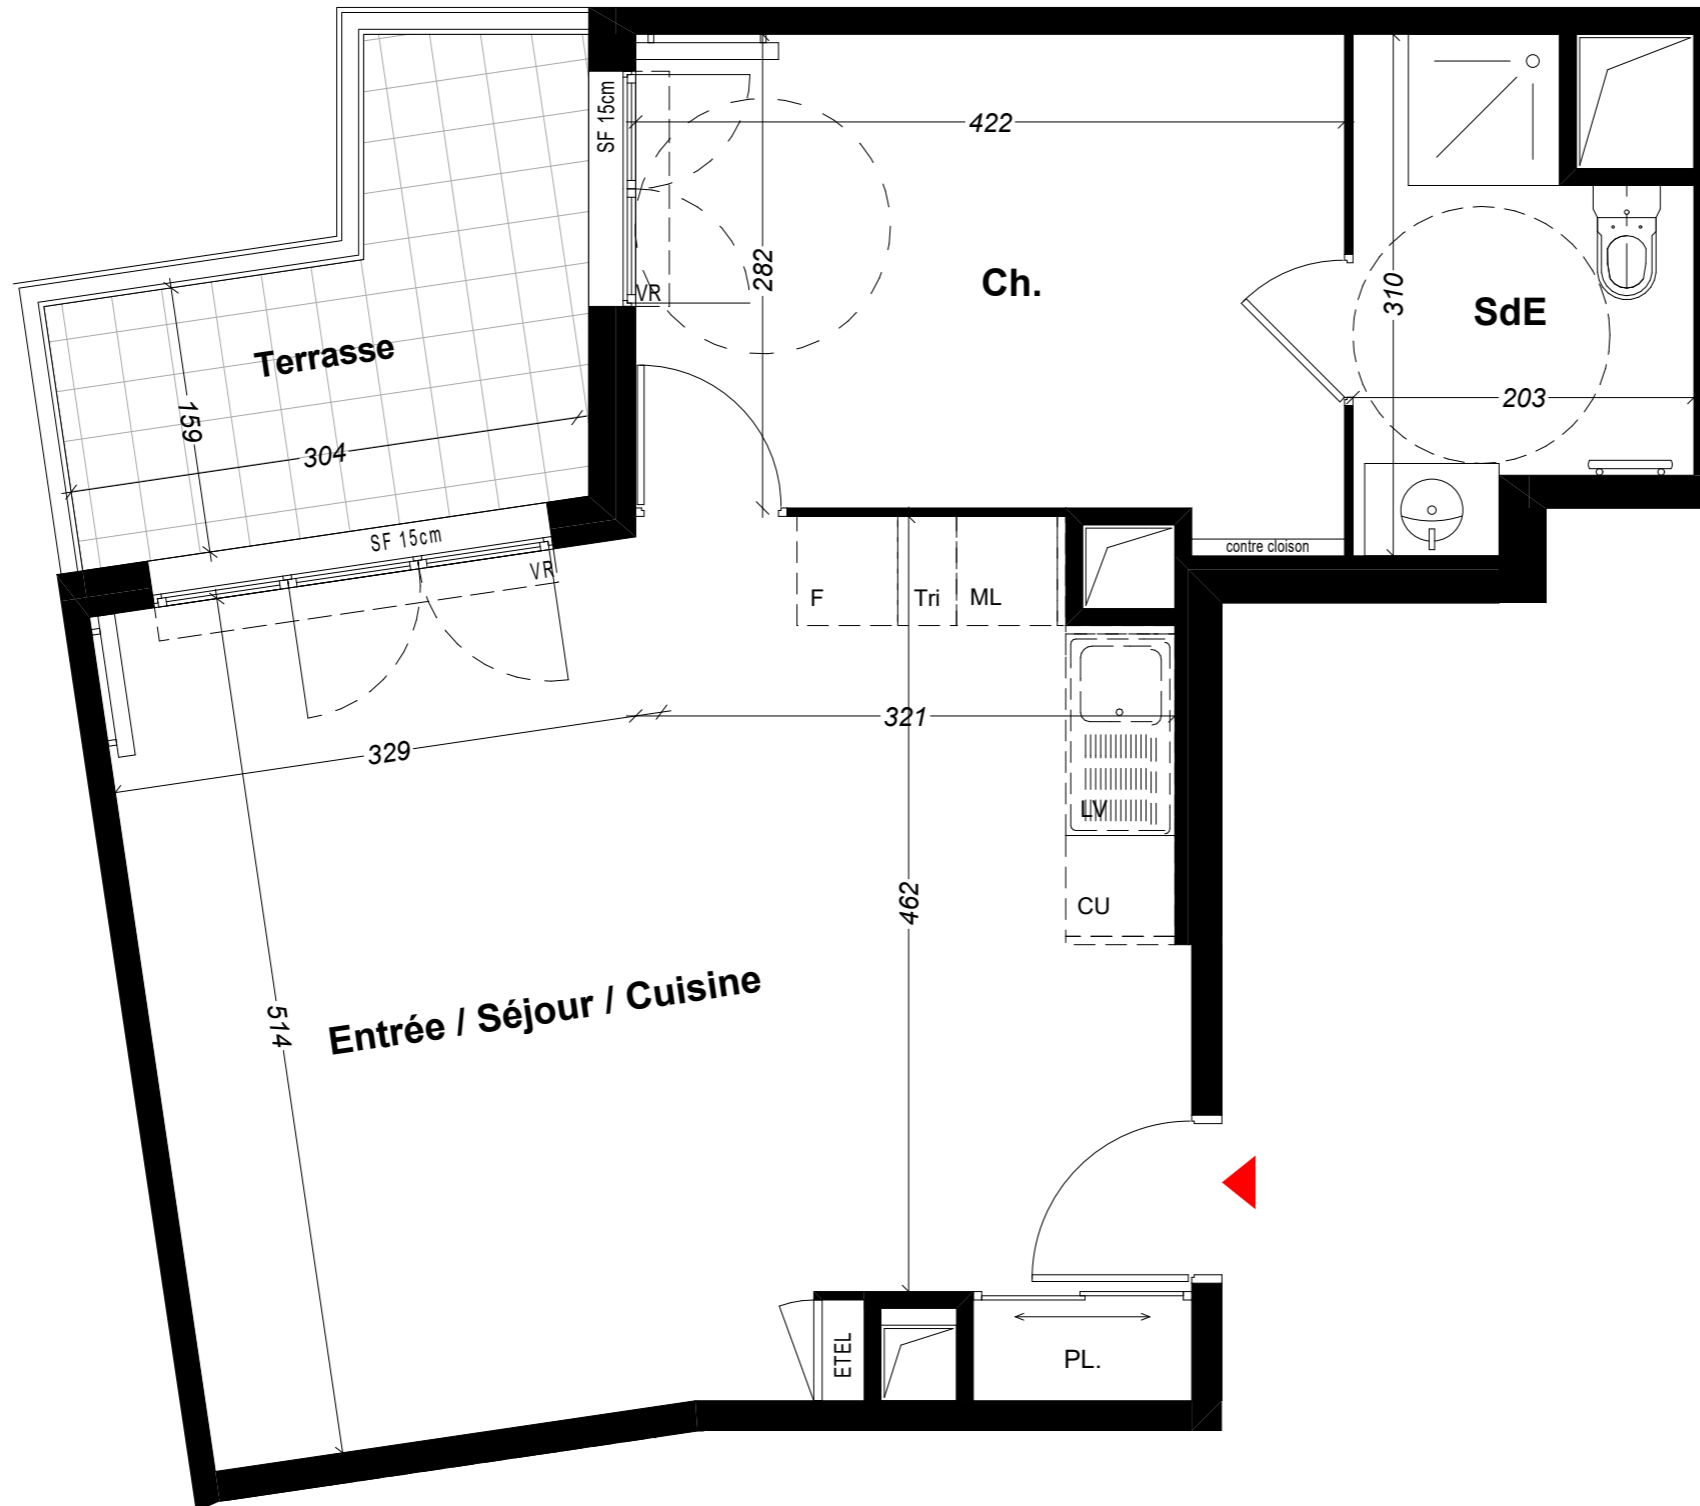 SF 15cm
422
282
VR
Ch.
310
SdE
203
Terrasse
159
304
SF 15cm
VR
contre cloison
F
Tri
ML
321
329
LV
CU
462
514
Entrée / Séjour / Cuisine
ETEL
PL.